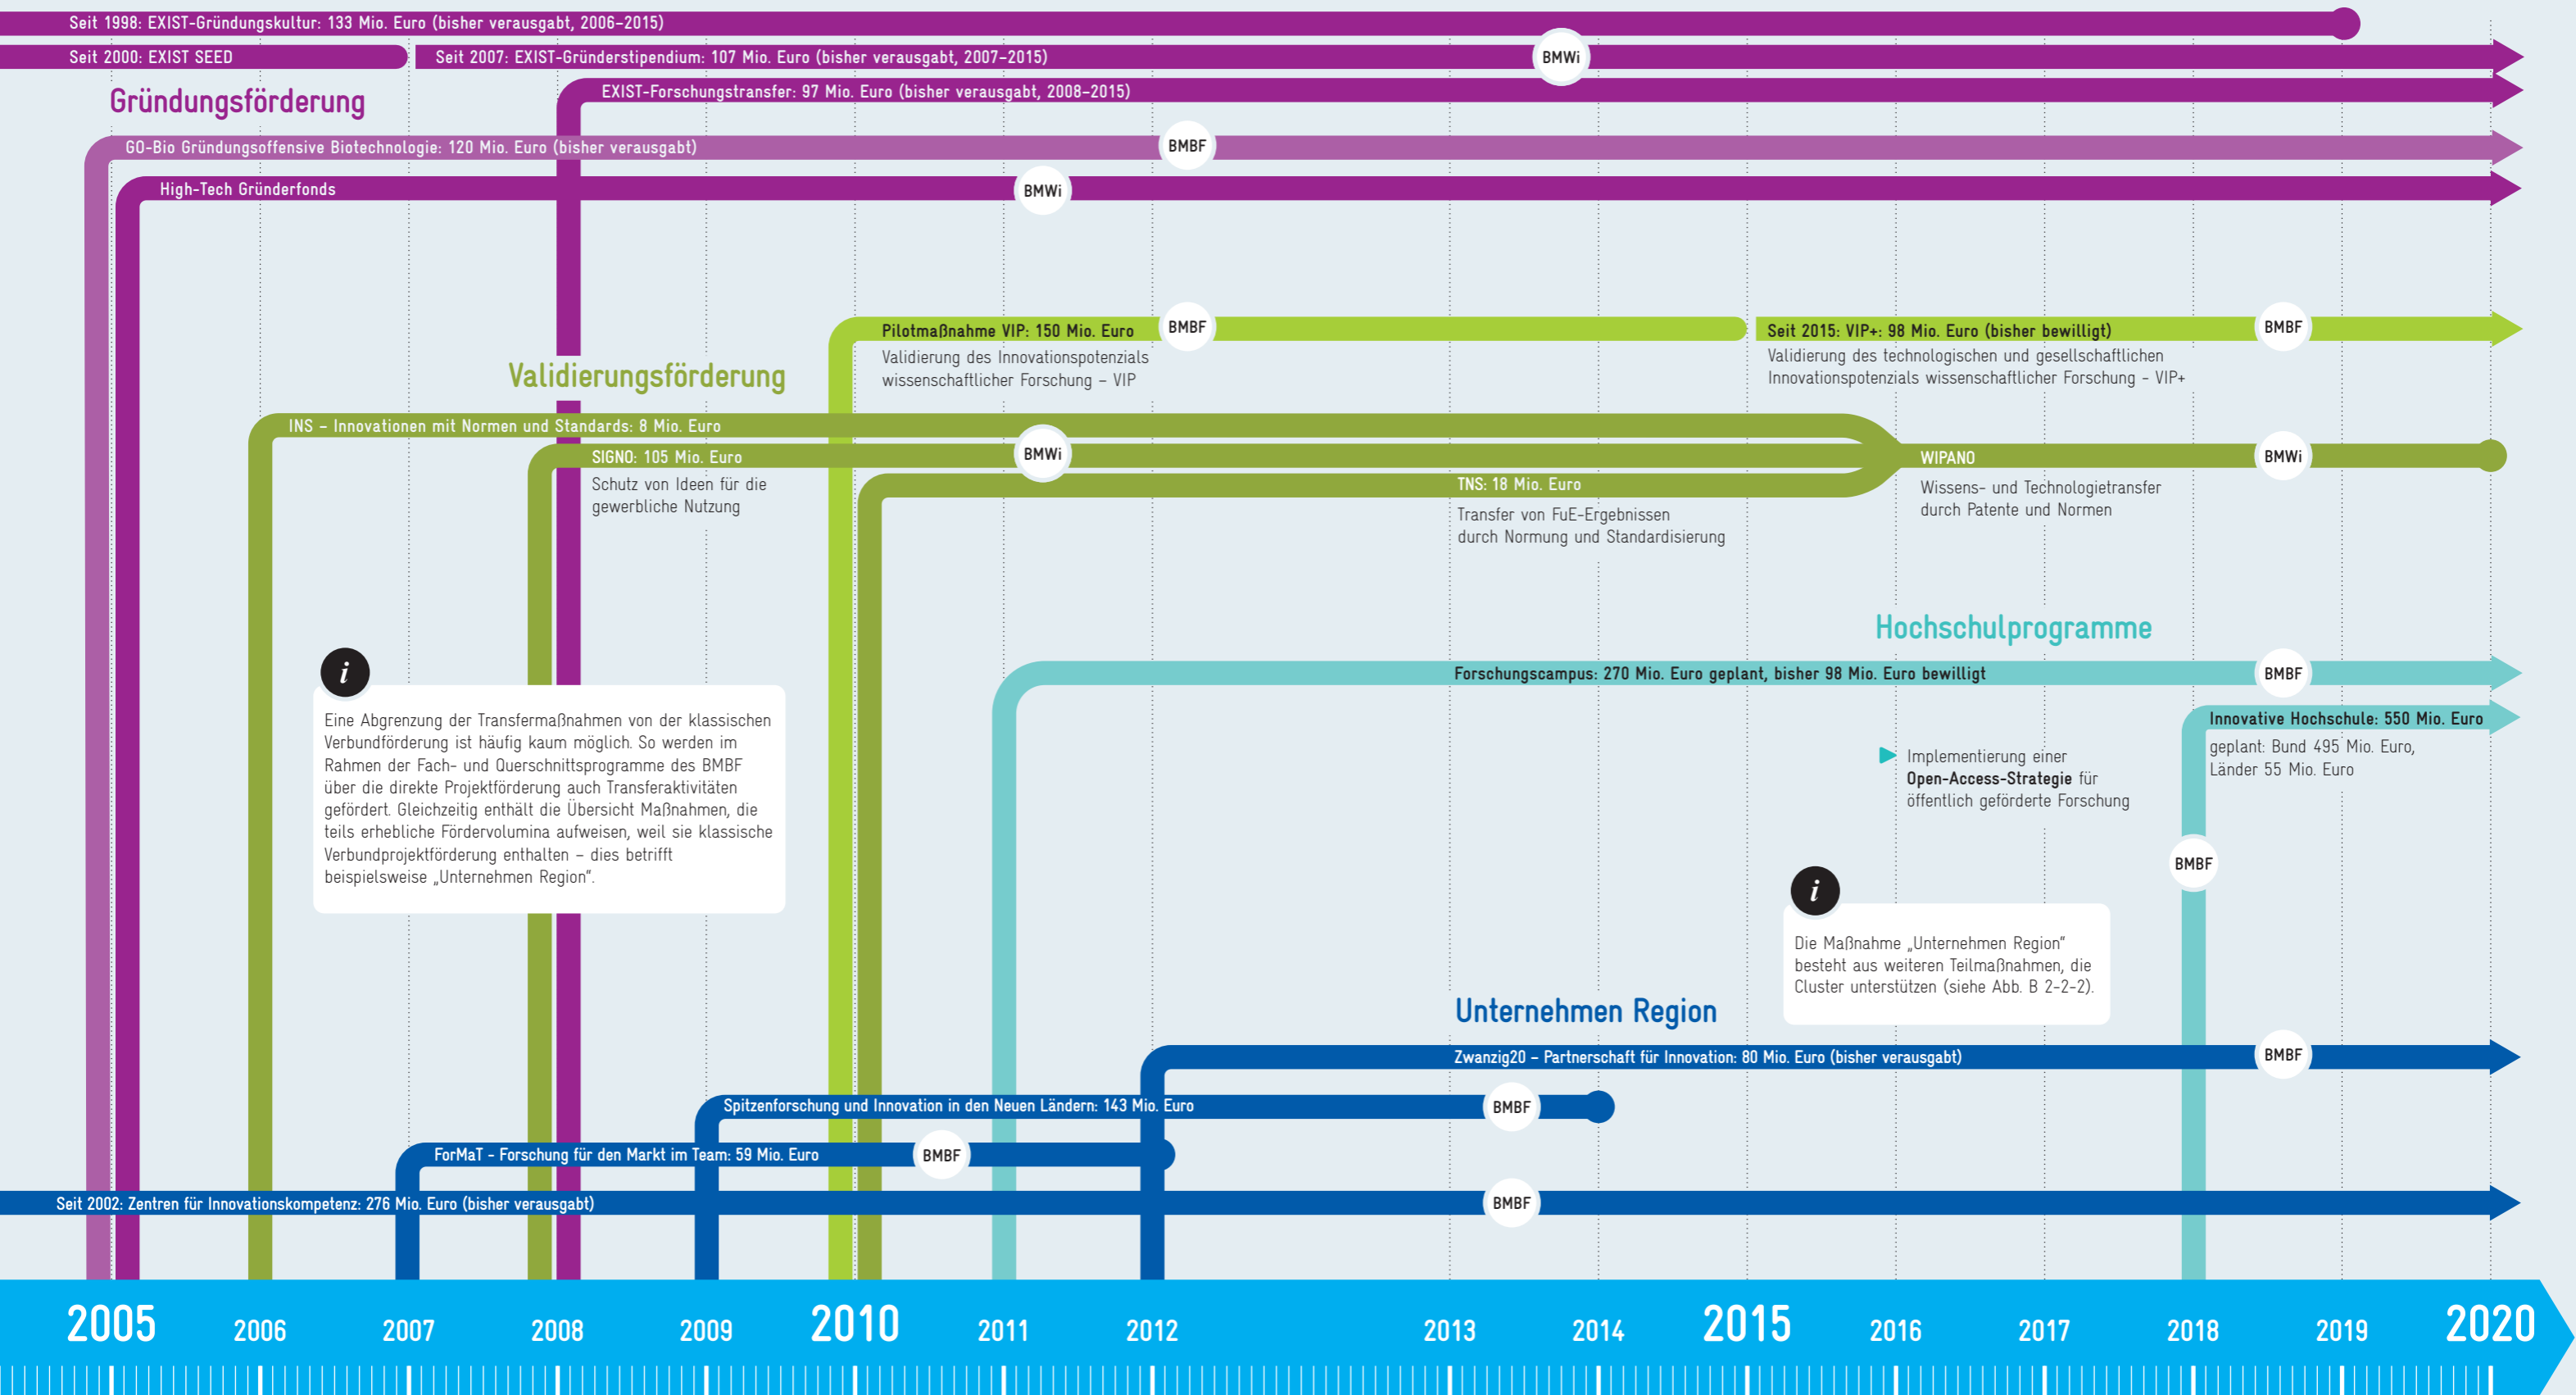 Seit 1998: EXIST-Gründungskultur: 133 Mio. Euro (bisher verausgabt, 2006–2015)
Seit 2000: EXIST SEED
Seit 2007: EXIST-Gründerstipendium: 107 Mio. Euro (bisher verausgabt, 2007–2015)
BMWi
EXIST-Forschungstransfer: 97 Mio. Euro (bisher verausgabt, 2008–2015)
Gründungsförderung
GO-Bio Gründungsoffensive Biotechnologie: 120 Mio. Euro (bisher verausgabt)
BMBF
High-Tech Gründerfonds
BMWi
Pilotmaßnahme VIP: 150 Mio. Euro
BMBF
Validierung des Innovationspotenzials
wissenschaftlicher Forschung – VIP
Seit 2015: VIP+: 98 Mio. Euro (bisher bewilligt)
BMBF
Validierung des technologischen und gesellschaftlichen
Innovationspotenzials wissenschaftlicher Forschung - VIP+
Validierungsförderung
INS – Innovationen mit Normen und Standards: 8 Mio. Euro
SIGNO: 105 Mio. Euro
BMWi
Schutz von Ideen für die
gewerbliche Nutzung
TNS: 18 Mio. Euro
Transfer von FuE-Ergebnissen
durch Normung und Standardisierung
WIPANO
BMWi
Wissens- und Technologietransfer
durch Patente und Normen
Hochschulprogramme
Forschungscampus: 270 Mio. Euro geplant, bisher 98 Mio. Euro bewilligt
BMBF
Innovative Hochschule: 550 Mio. Euro
geplant: Bund 495 Mio. Euro,
Länder 55 Mio. Euro
BMBF
Implementierung einer
Open-Access-Strategie für
öffentlich geförderte Forschung
i
Eine Abgrenzung der Transfermaßnahmen von der klassischen
Verbundförderung ist häufig kaum möglich. So werden im
Rahmen der Fach- und Querschnittsprogramme des BMBF
über die direkte Projektförderung auch Transferaktivitäten
gefördert. Gleichzeitig enthält die Übersicht Maßnahmen, die
teils erhebliche Fördervolumina aufweisen, weil sie klassische
Verbundprojektförderung enthalten – dies betrifft
beispielsweise „Unternehmen Region“.
i
Die Maßnahme „Unternehmen Region“
besteht aus weiteren Teilmaßnahmen, die
Cluster unterstützen (siehe Abb. B 2-2-2).
Unternehmen Region
Zwanzig20 – Partnerschaft für Innovation: 80 Mio. Euro (bisher verausgabt)
BMBF
Spitzenforschung und Innovation in den Neuen Ländern: 143 Mio. Euro
BMBF
ForMaT - Forschung für den Markt im Team: 59 Mio. Euro
BMBF
Seit 2002: Zentren für Innovationskompetenz: 276 Mio. Euro (bisher verausgabt)
BMBF
2005 2006 2007 2008 2009 2010 2011 2012 2013 2014 2015 2016 2017 2018 2019 2020